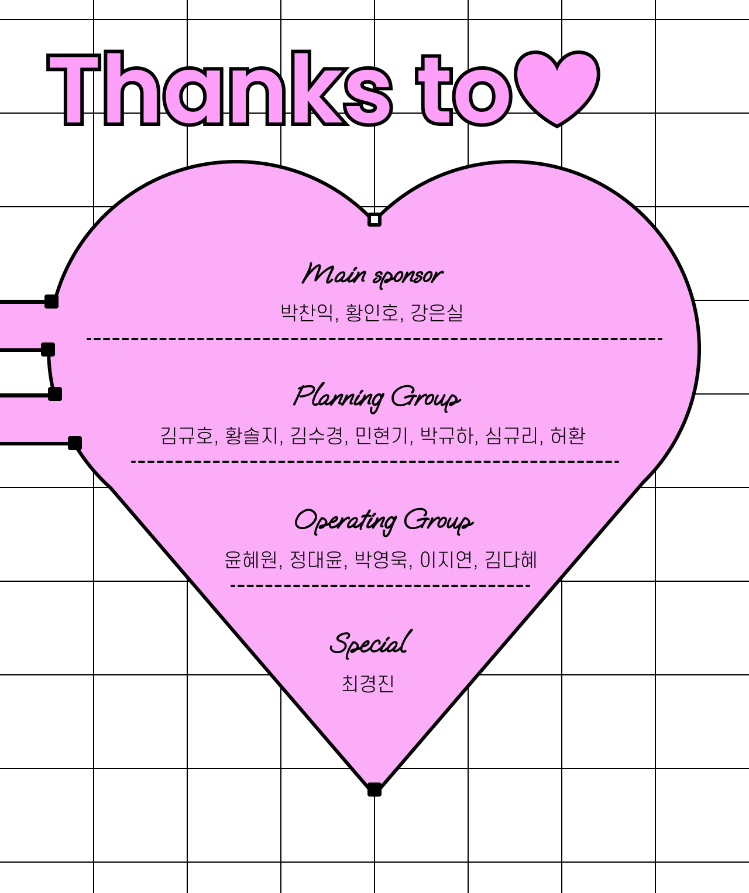 Thanks to
Main sponsor
박찬익, 황인호, 강은실
Planning Group
김규호, 황솔지, 김수경, 민현기, 박규하, 심규리, 허환
Operating Group
윤혜원, 정대윤, 박영욱, 이지연, 김다혜
Special
최경진